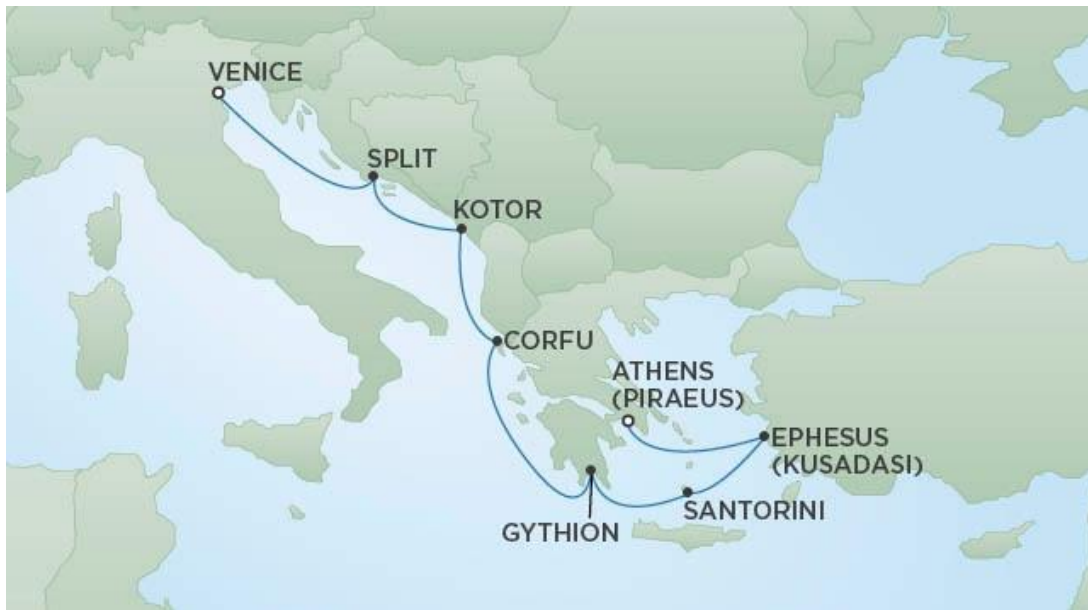 VENICE
SPLIT
KOTOR
CORFU
ATHENS
(PIRAEUS)
EPHESUS
(KUSADASI)
SANTORINI
GYTHION